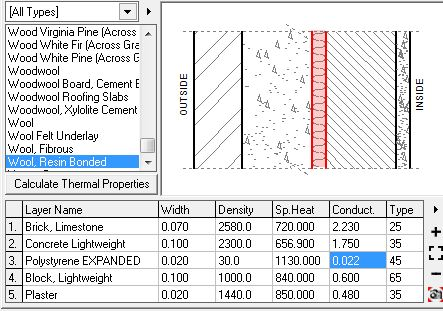 [All Types]
Wood Virginia Pine (Across
Wood White Fir (Across Gra
Wood White Pine (Across G
Woodwool
Woodwool Board, Cement B
Woodwool Roofing Slabs
Woodwool, Xylolite Cement
Wool
Wool Felt Underlay
Wool, Fibrous
Wool, Resin Bonded
Calculate Thermal Properties
OUTSIDE
INSIDE
Layer Name Width Density Sp.Heat Conduct. Type
1. Brick, Limestone 0.070 2580.0 720.000 2.230 25
2. Concrete Lightweight 0.100 2300.0 656.900 1.750 35
3. Polystyrene EXPANDED 0.020 30.0 1130.000 0.022 45
4. Block, Lightweight 0.100 1000.0 840.000 0.600 65
5. Plaster 0.020 1440.0 850.000 0.480 35